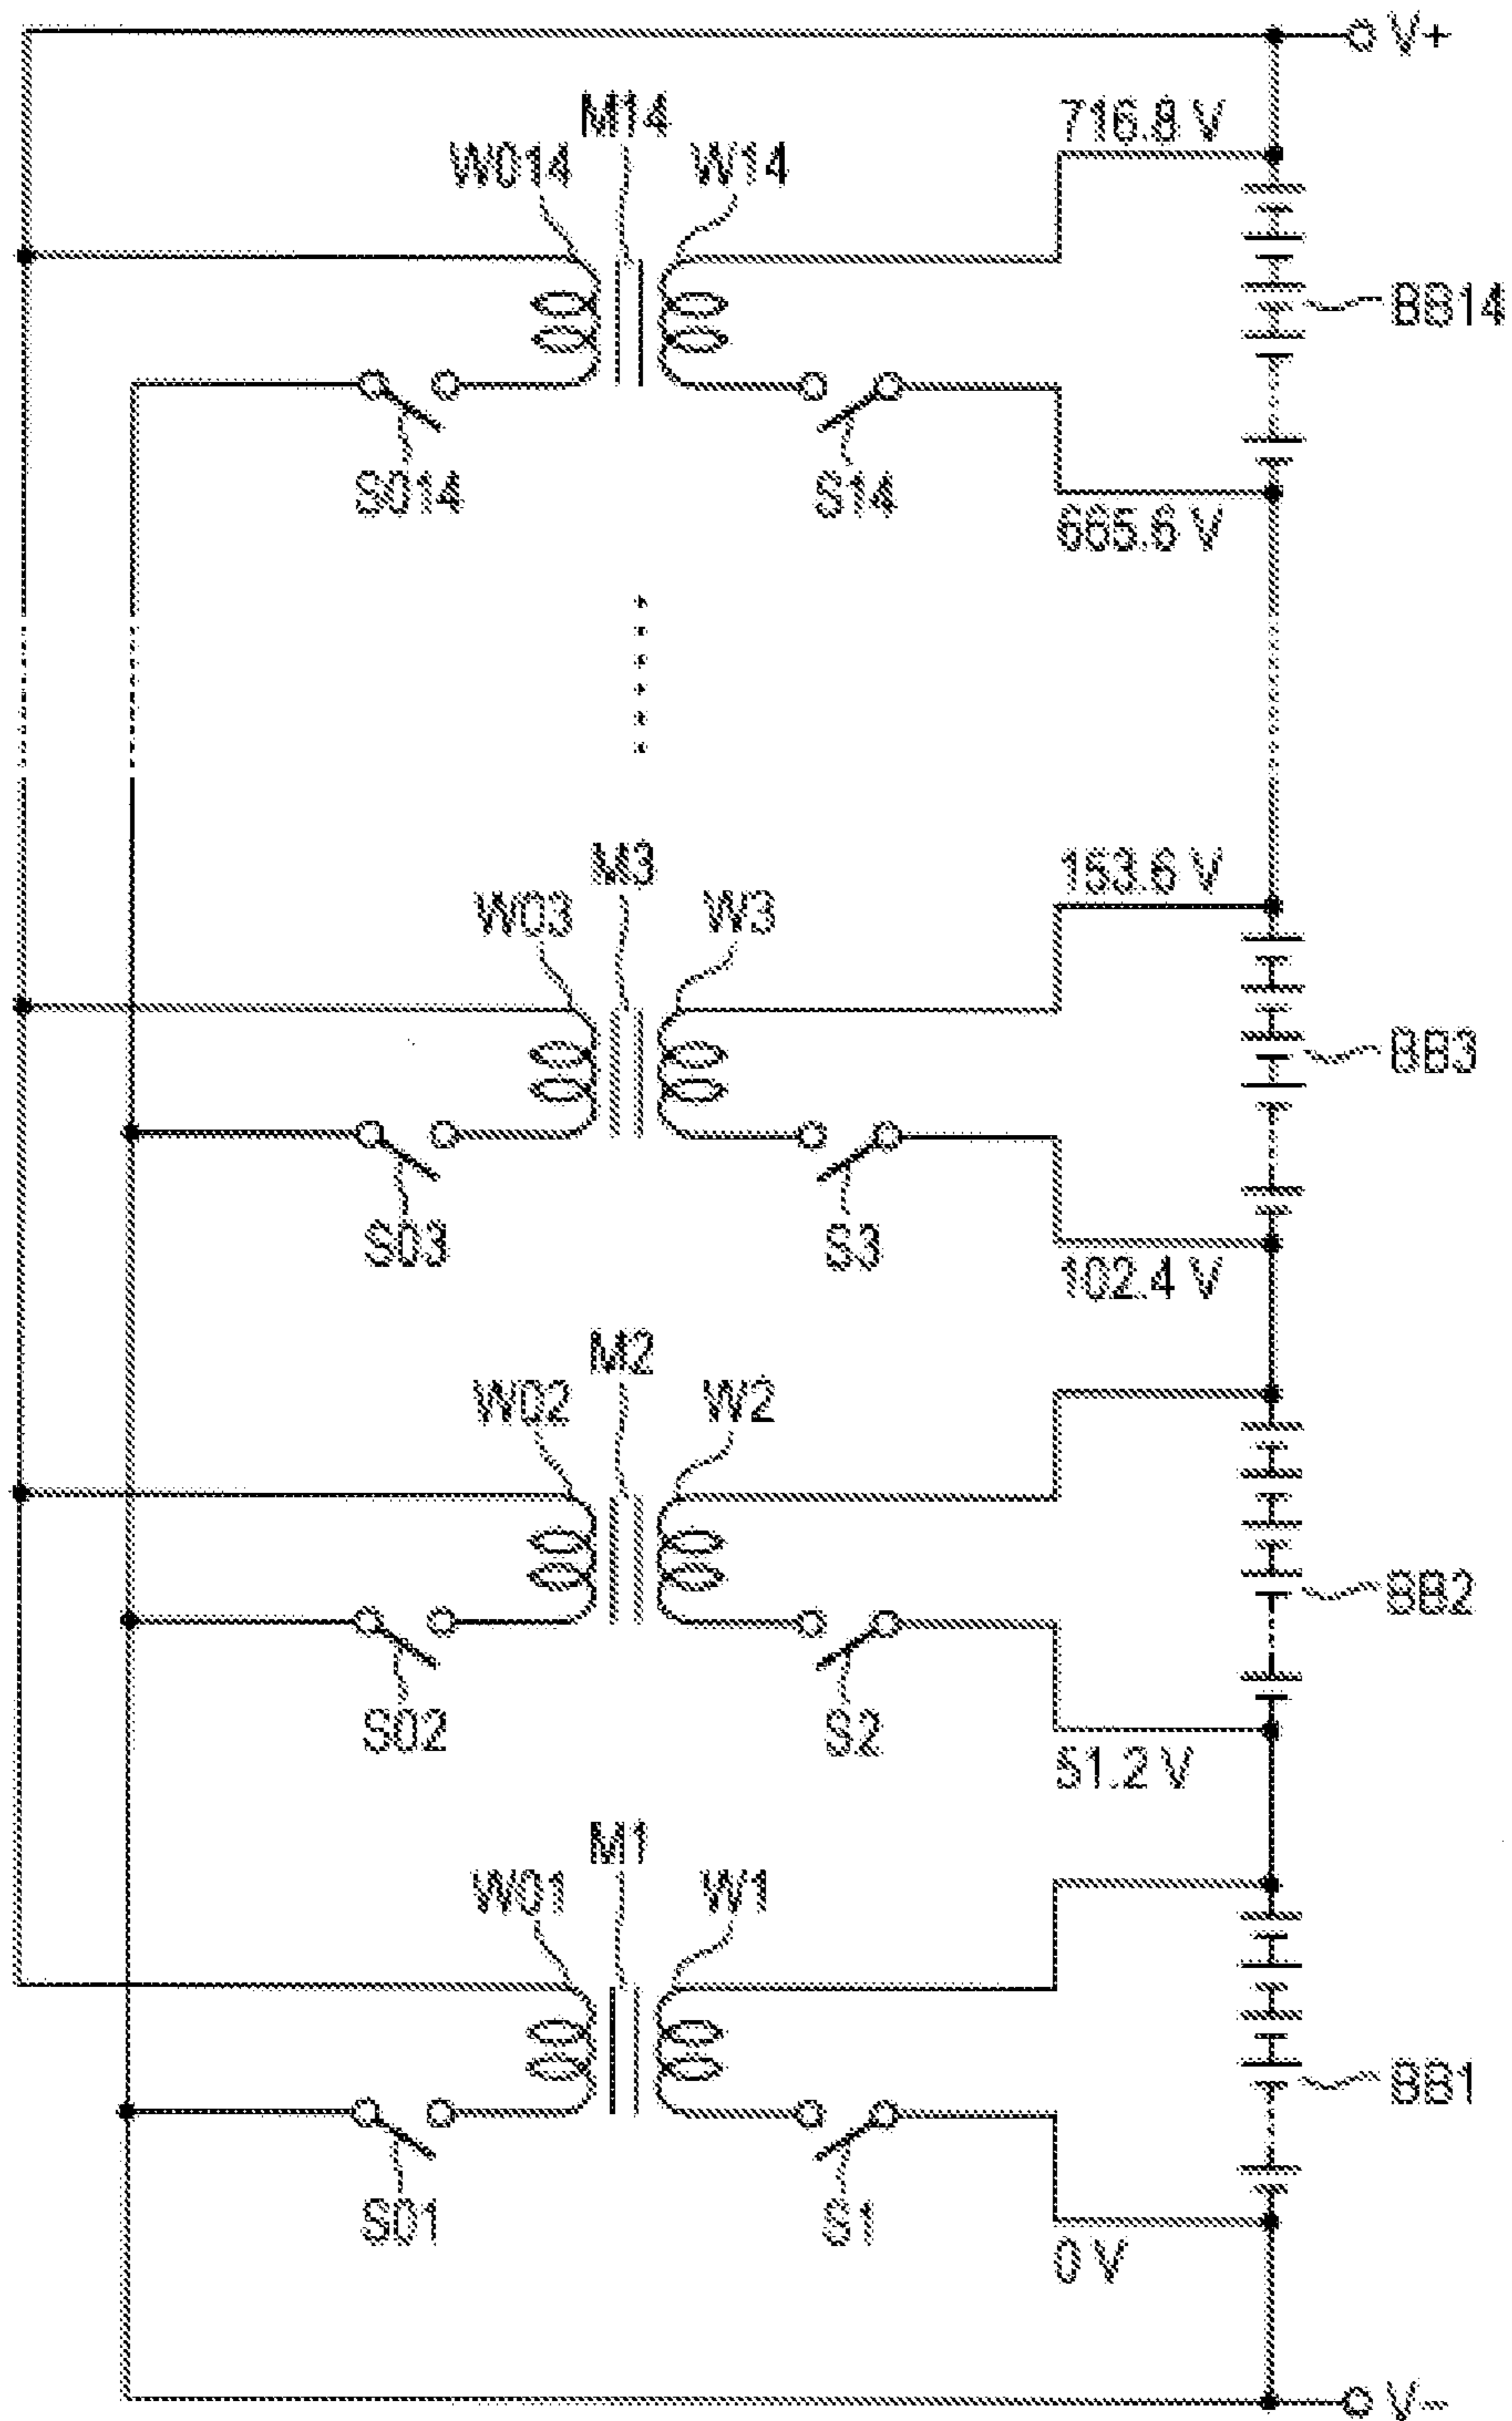 V+
M14
716.8 V
W014
W14
BB14
S014
S14
665.6 V
M3
153.6 V
W03
W3
BB3
S03
S3
102.4 V
M2
W02
W2
BB2
S02
S2
51.2 V
M1
W01
W1
BB1
S01
S1
0 V
V-